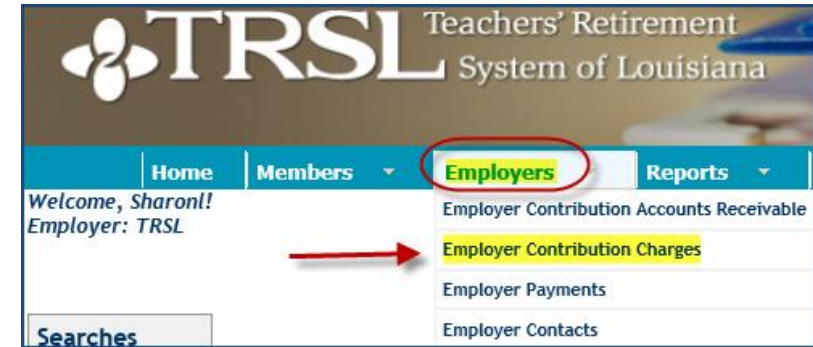 TRSL Teachers' Retirement
System of Louisiana
Home Members Employers Reports
Welcome, Sharonl!
Employer: TRSL
Employer Contribution Accounts Receivable
Employer Contribution Charges
Employer Payments
Employer Contacts
Searches